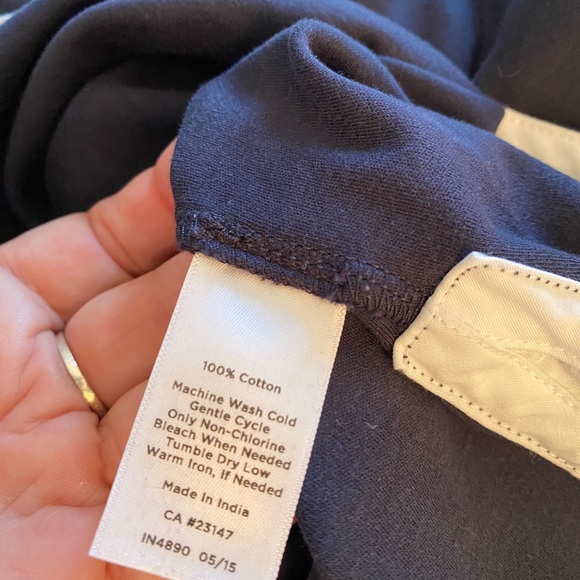 100% Cotton
Machine Wash Cold
Gentle Cycle
Only Non-Chlorine
Bleach When Needed
Tumble Dry Low
Warm Iron, If Needed
Made In India
CA #23147
IN4890 05/15